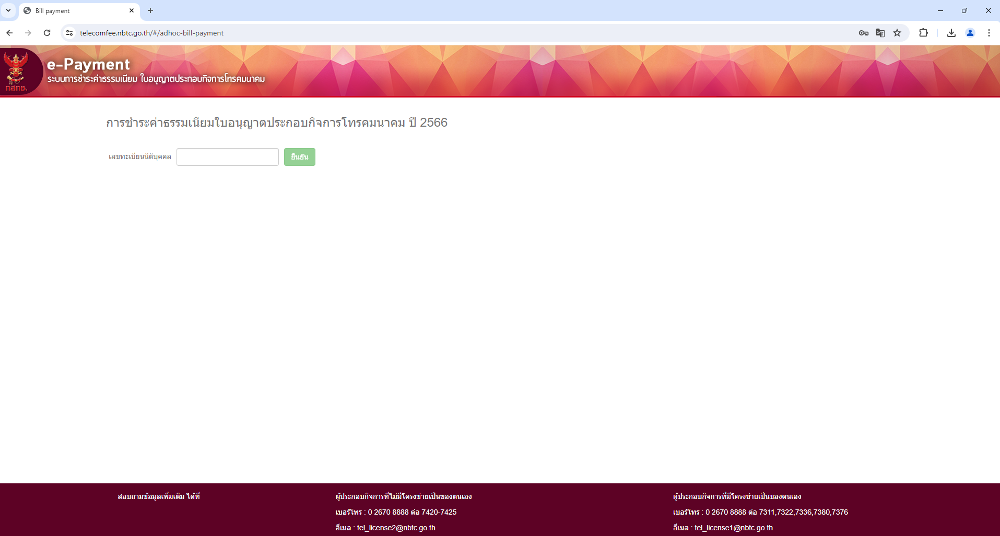 Bill payment
telecomfee.nbtc.go.th/#/adhoc-bill-payment
กสทช.
e-Payment
ระบบการชำระค่าธรรมเนียม ใบอนุญาตประกอบกิจการโทรคมนาคม
การชำระค่าธรรมเนียมใบอนุญาตประกอบกิจการโทรคมนาคม ปี 2566
เลขทะเบียนนิติบุคคล
ยืนยัน
สอบถามข้อมูลเพิ่มเติม ได้ที่
ผู้ประกอบกิจการที่ไม่มีโครงข่ายเป็นของตนเอง
เบอร์โทร : 0 2670 8888 ต่อ 7420-7425
อีเมล : tel_license2@nbtc.go.th
ผู้ประกอบกิจการที่มีโครงข่ายเป็นของตนเอง
เบอร์โทร : 0 2670 8888 ต่อ 7311,7322,7336,7380,7376
อีเมล : tel_license1@nbtc.go.th